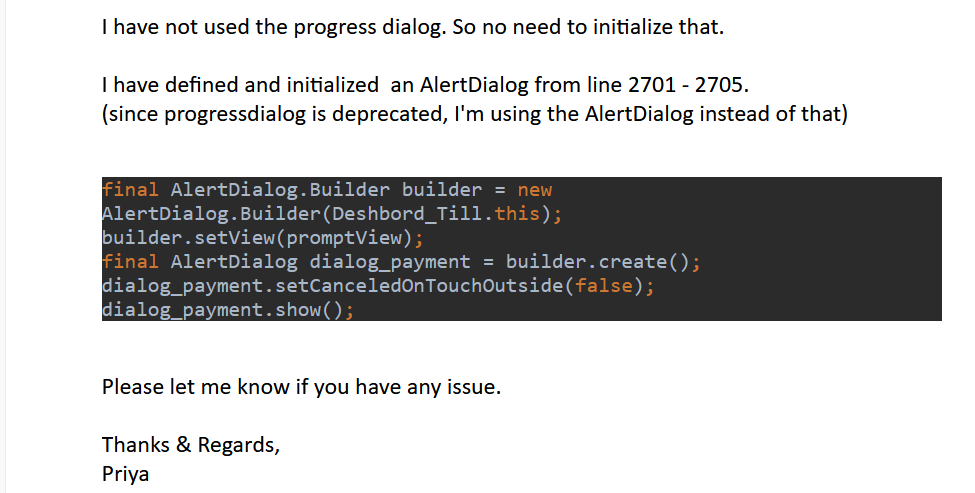 I have not used the progress dialog. So no need to initialize that.
I have defined and initialized  an AlertDialog from line 2701 - 2705.
(since progressdialog is deprecated, I'm using the AlertDialog instead of that)
final AlertDialog.Builder builder = new
AlertDialog.Builder(Deshbord_Till.this);
builder.setView(promptView);
final AlertDialog dialog_payment = builder.create();
dialog_payment.setCanceledOnTouchOutside(false);
dialog_payment.show();
Please let me know if you have any issue.
Thanks & Regards,
Priya